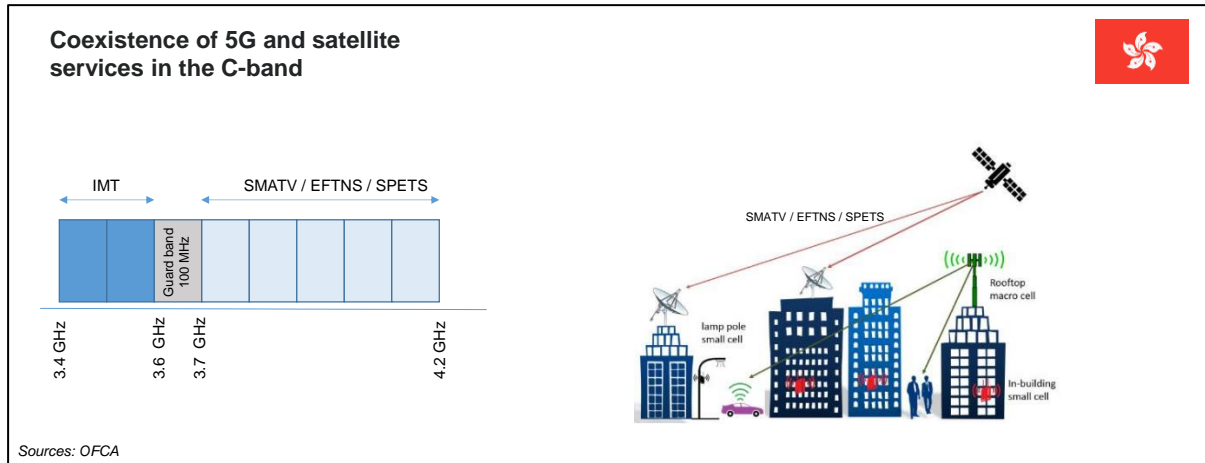 Coexistence of 5G and satellite
services in the C-band
IMT
SMATV / EFTNS / SPETS
Guard band
100 MHz
3.4 GHz
3.6 GHz
3.7 GHz
4.2 GHz
SMATV / EFTNS / SPETS
Rooftop
macro cell
lamp pole
small cell
In-building
small cell
Sources: OFCA